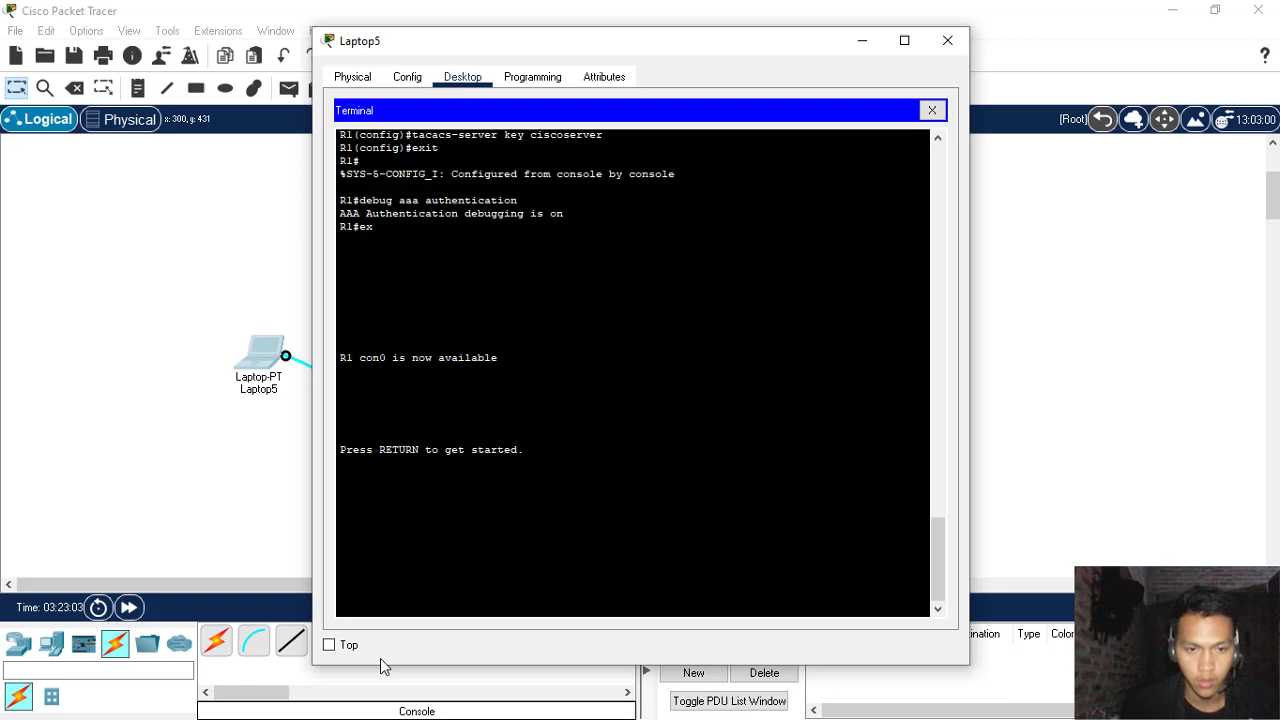 Cisco Packet Tracer
File Edit Options View Tools Extensions Window
Logical Physical x: 300, y: 431
[Root] 13:03:00
Laptop5
Physical Config Desktop Programming Attributes
Terminal X
R1(config)#tacacs-server key ciscoserver
R1(config)#exit
R1#
%SYS-5-CONFIG_I: Configured from console by console
R1#debug aaa authentication
AAA Authentication debugging is on
R1#ex
R1 con0 is now available
Press RETURN to get started.
Laptop-PT
Laptop5
Top
Time: 03:23:03
New Delete
Toggle PDU List Window
ination Type Color
Console